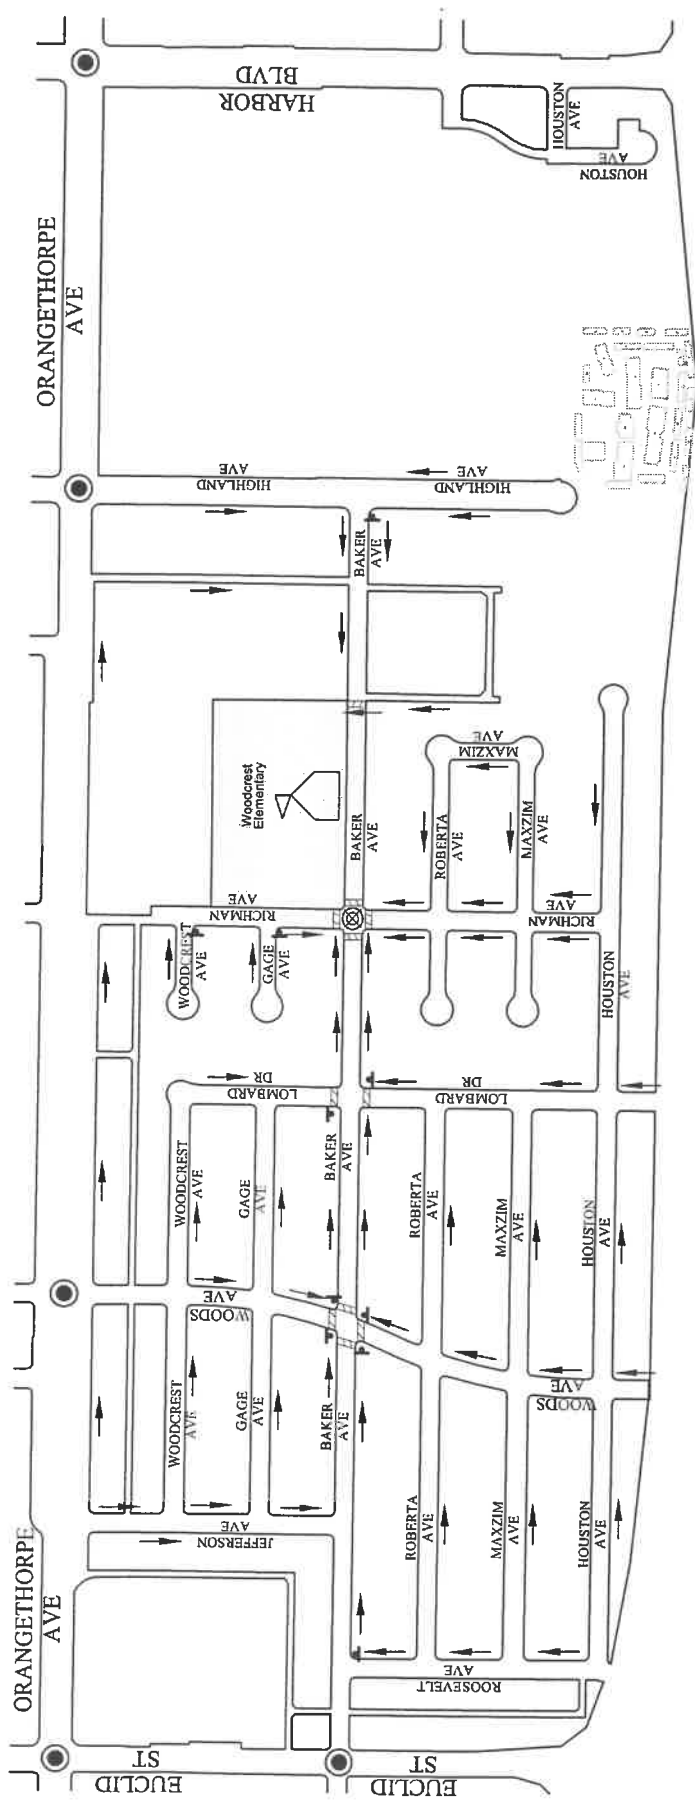 BLVD
HARBOR
HOUSTON
AVE
HOUSTON
AVE
ORANGETHORPE
AVE
HIGHLAND
AVE
HIGHLAND
AVE
BAKER
AVE
Woodcrest
Elementary
BAKER
AVE
MAXZIM
AVE
ROBERTA
AVE
MAXZIM
AVE
RICHMAN
AVE
RICHMAN
AVE
WOODCREST
AVE
GAGE
AVE
HOUSTON
AVE
LOMBARD
DR
LOMBARD
DR
WOODCREST
AVE
GAGE
AVE
BAKER
AVE
ROBERTA
AVE
MAXZIM
AVE
HOUSTON
AVE
WOODS
AVE
WOODS
AVE
WOODCREST
AVE
GAGE
AVE
BAKER
AVE
ROBERTA
AVE
MAXZIM
AVE
HOUSTON
AVE
JEFFERSON
AVE
ROOSEVELT
AVE
ORANGETHORPE
AVE
EUCLID
ST
EUCLID
ST